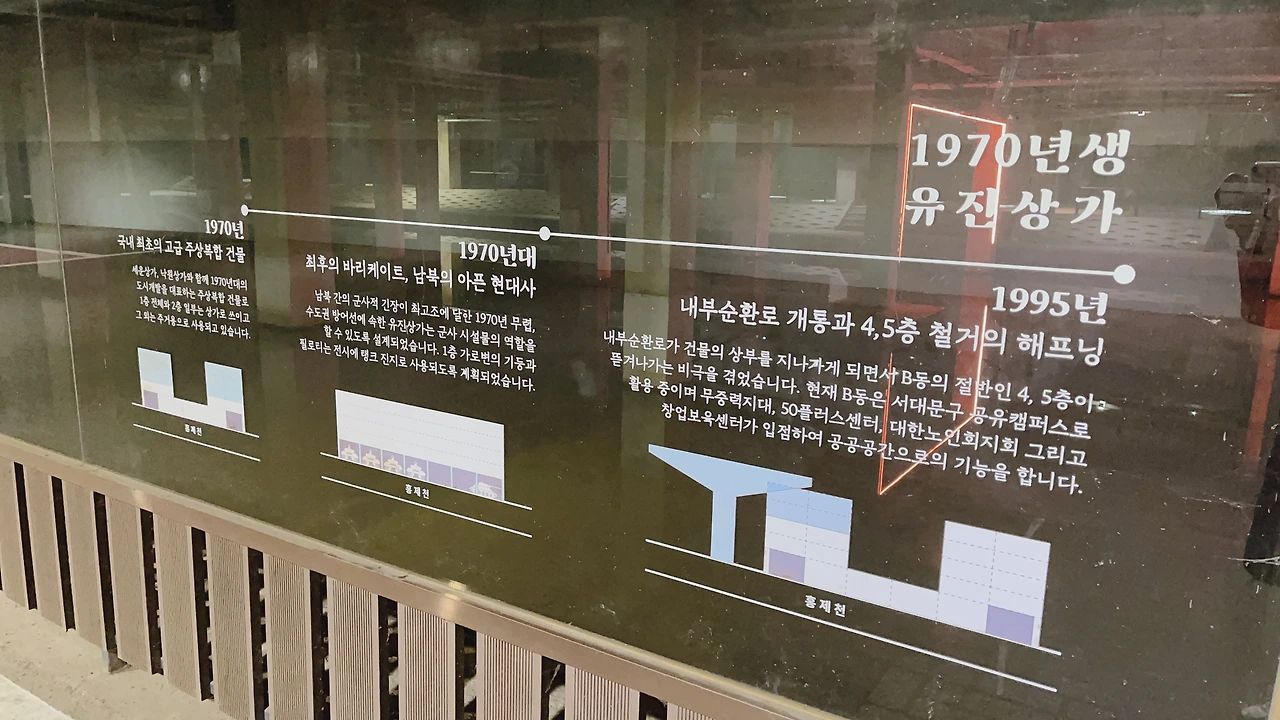 1970년생
유진상가
1970년
국내 최초의 고급 주상복합 건물
세운상가, 낙원상가와 함께 1970년대의
도시개발을 대표하는 주상복합 건물로
1층 전체와 2층 일부는 상가로 쓰이고
그 외는 주거용으로 사용되고 있습니다.
홍제천
1970년대
최후의 바리케이트, 남북의 아픈 현대사
남북 간의 군사적 긴장이 최고조에 달한 1970년 무렵,
수도권 방어선에 속한 유진상가는 군사 시설물의 역할을
할 수 있도록 설계되었습니다. 1층 가로변의 기둥과
필로티는 전시에 탱크 진지로 사용되도록 계획되었습니다.
홍제천
1995년
내부순환로 개통과 4,5층 철거의 해프닝
내부순환로가 건물의 상부를 지나가게 되면서 B동의 절반인 4, 5층이
뜯겨나가는 비극을 겪었습니다. 현재 B동은 서대문구 공유캠퍼스로
활용 중이며 무중력지대, 50플러스센터, 대한노인회지회 그리고
창업보육센터가 입점하여 공공공간으로의 기능을 합니다.
홍제천